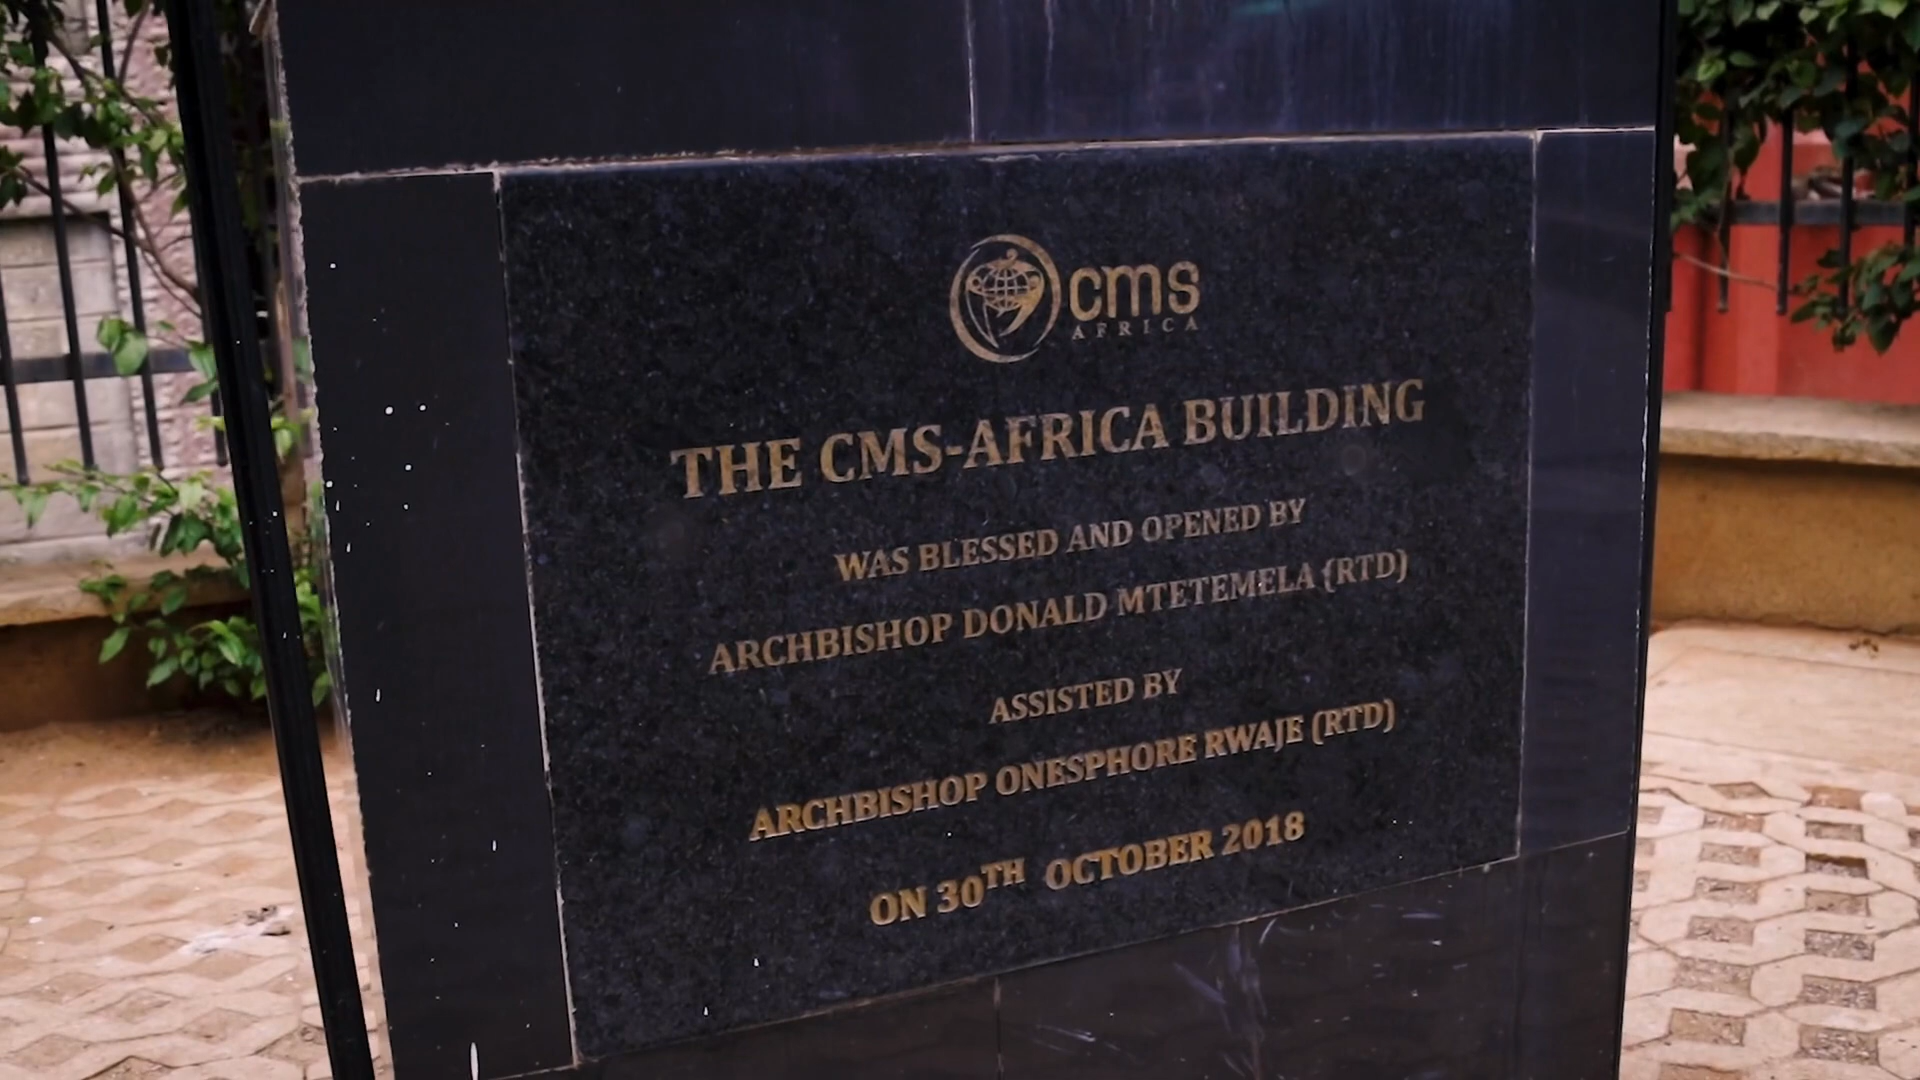 cms
AFRICA
THE CMS-AFRICA BUILDING
WAS BLESSED AND OPENED BY
ARCHBISHOP DONALD MTETEMELA (RTD)
ASSISTED BY
ARCHBISHOP ONESPHORE RWAJE (RTD)
ON 30TH OCTOBER 2018